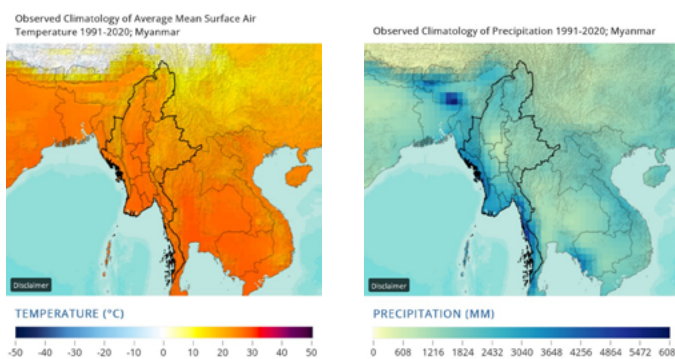 Observed Climatology of Average Mean Surface Air
Temperature 1991-2020; Myanmar
Disclaimer
TEMPERATURE (°C)
-50 -40 -30 -20 -10 0 10 20 30 40 50
Observed Climatology of Precipitation 1991-2020; Myanmar
Disclaimer
PRECIPITATION (MM)
0 608 1216 1824 2432 3040 3648 4256 4864 5472 608